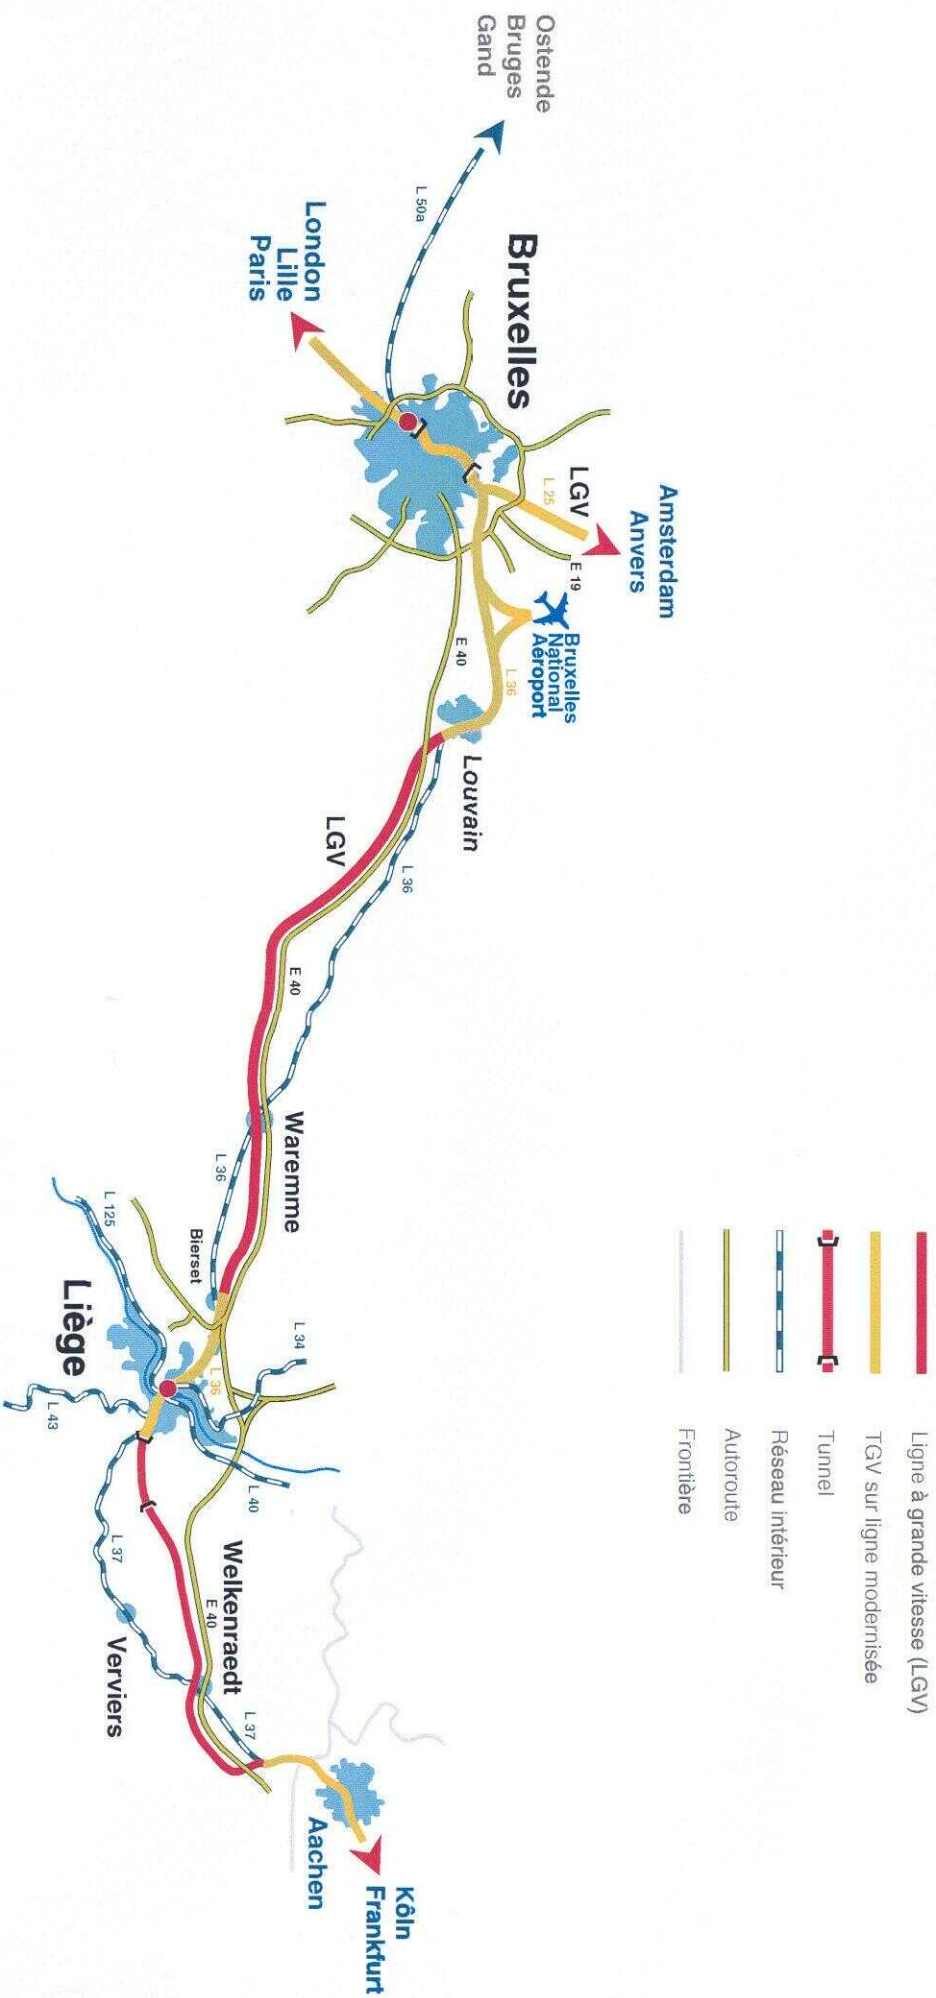 Ostende
Bruges
Gand
L 50a
London
Lille
Paris
Bruxelles
Amsterdam
Anvers
LGV
L 25
E 19
Bruxelles
National
Aéroport
E 40
L 36
Louvain
LGV
L 36
E 40
Waremme
L 36
Bierset
L 125
Liège
L 34
L 36
L 43
L 40
L 37
Welkenraedt
E 40
Verviers
L 37
Aachen
Kôln
Frankfurt
Ligne à grande vitesse (LGV)
TGV sur ligne modernisée
Tunnel
Réseau intérieur
Autoroute
Frontière